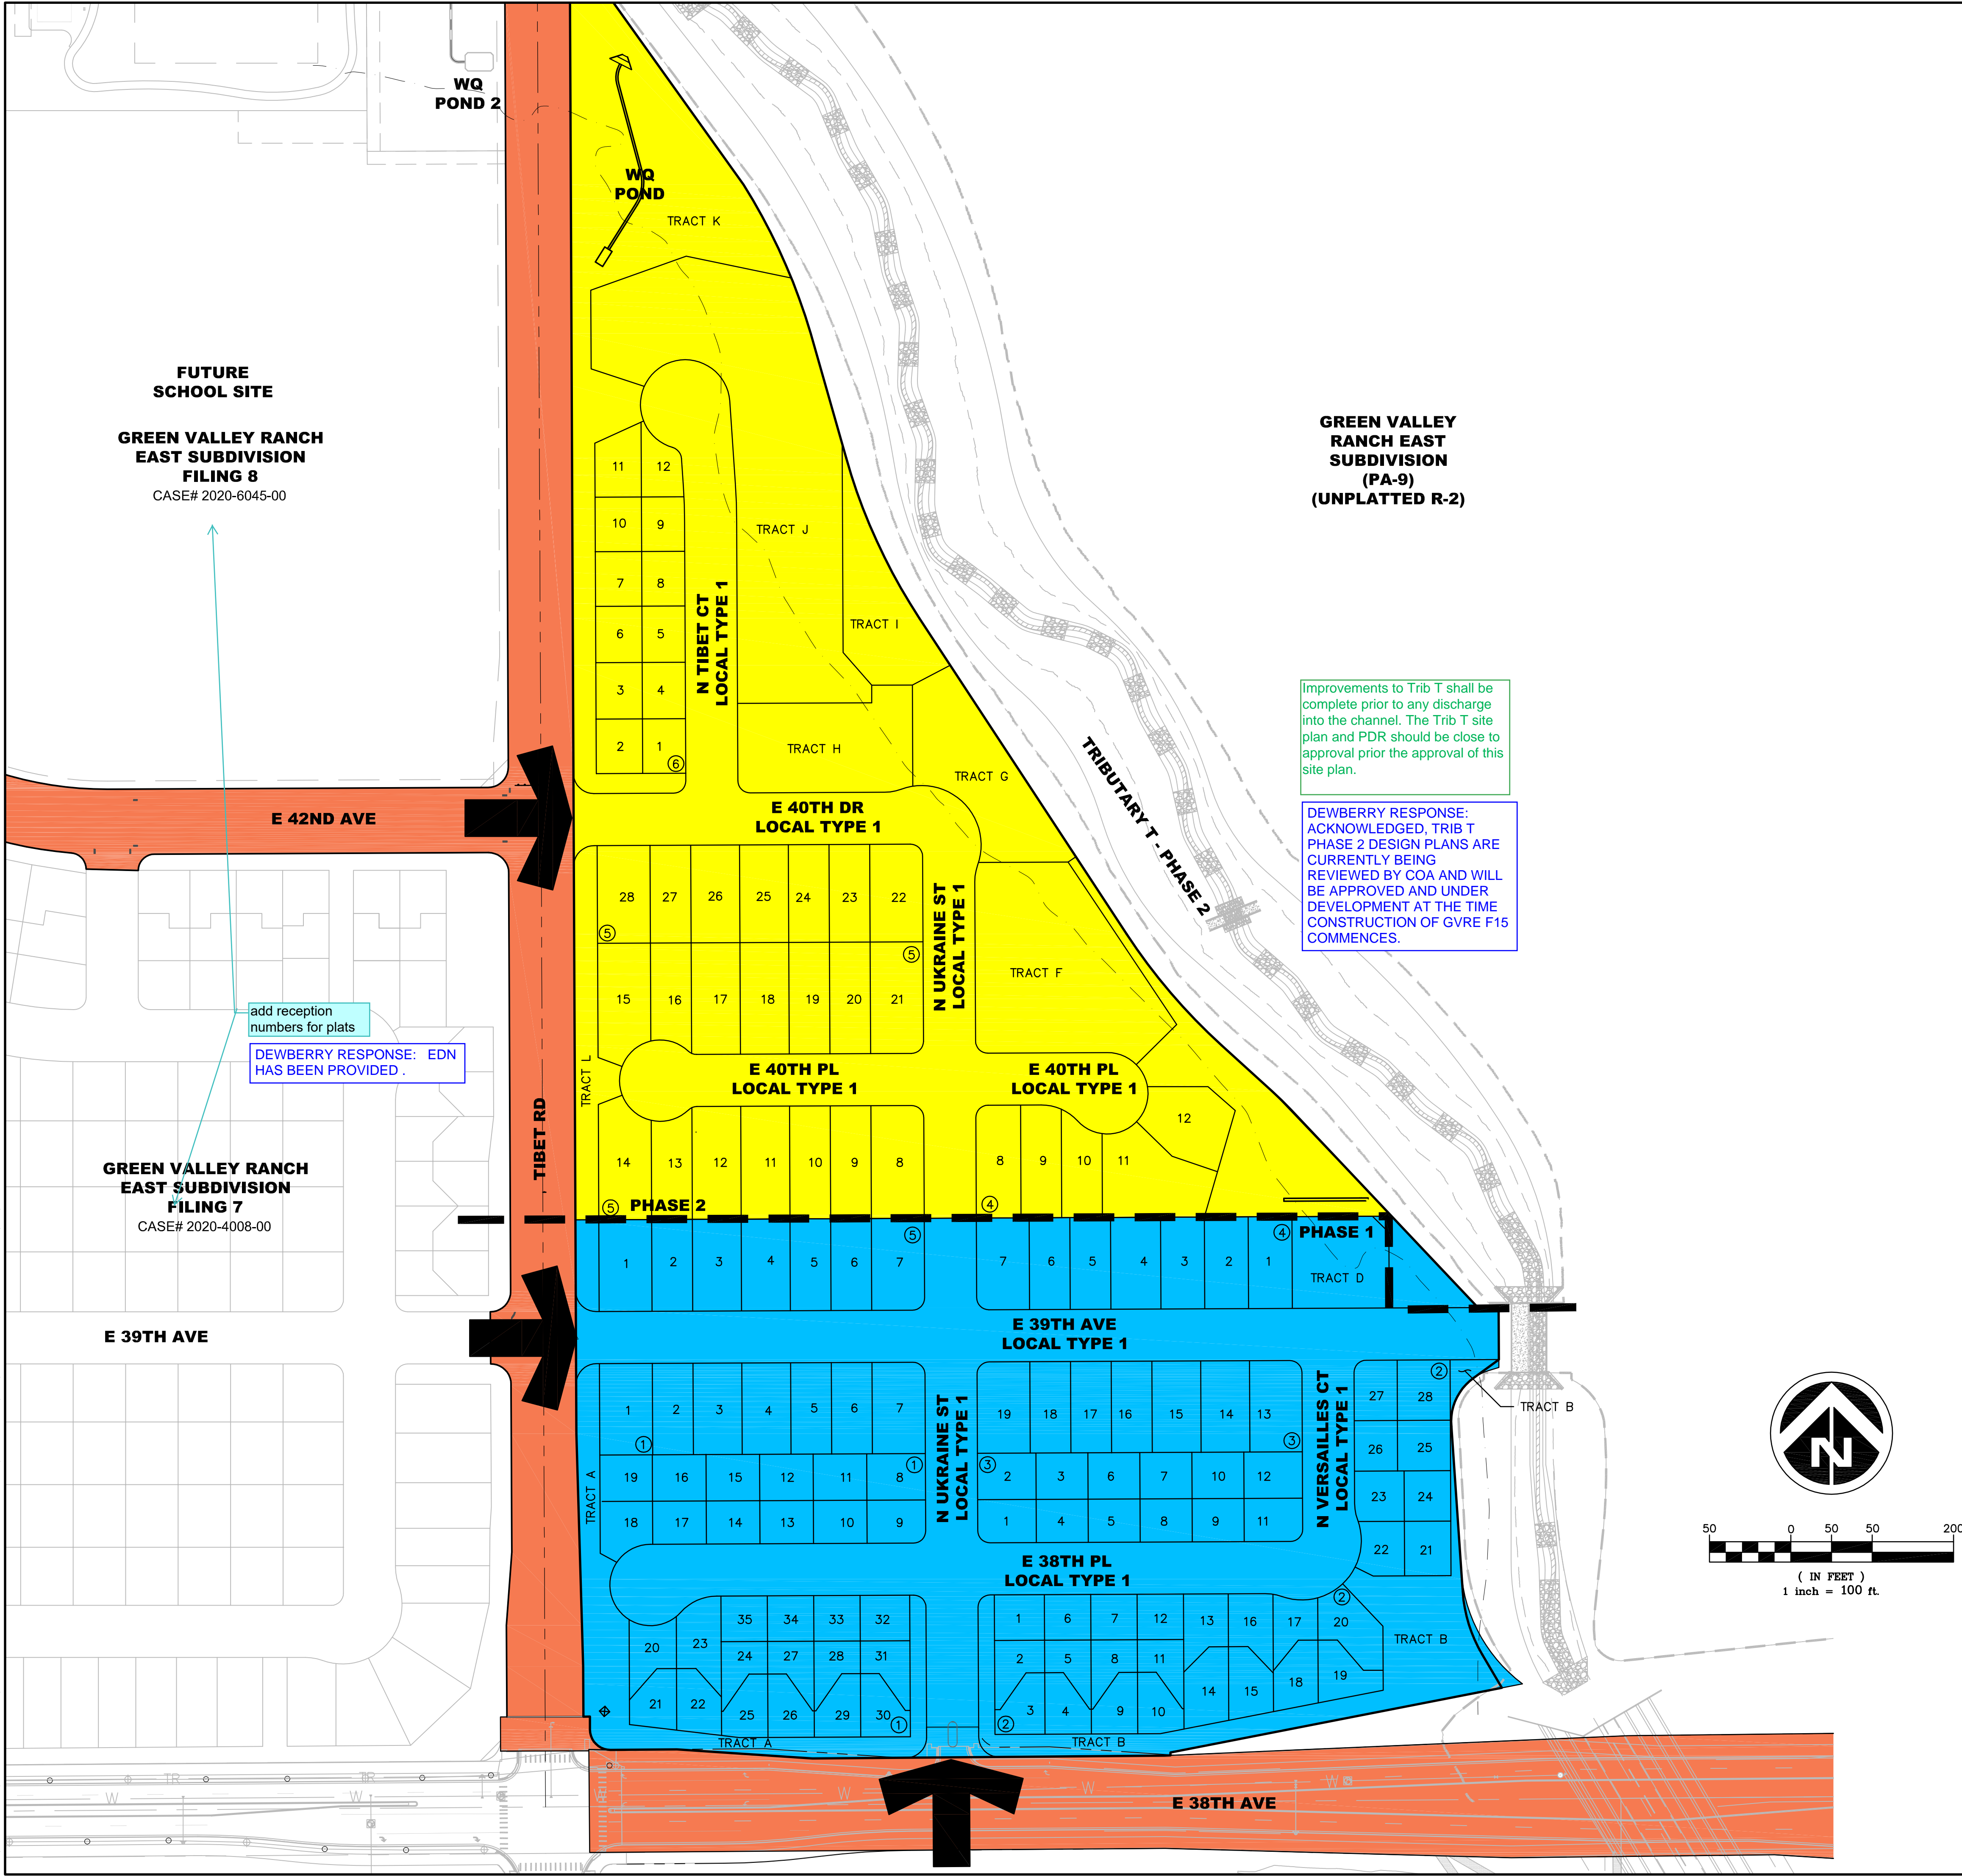 WQ
POND 2
WQ
POND
TRACT K
FUTURE
SCHOOL SITE
GREEN VALLEY RANCH
EAST SUBDIVISION
FILING 8
CASE# 2020-6045-00
GREEN VALLEY
RANCH EAST
SUBDIVISION
(PA-9)
(UNPLATTED R-2)
11 12
10 9
7 8
6 5
3 4
2 1
6
TRACT J
TRACT I
N TIBET CT
LOCAL TYPE 1
TRACT H
TRACT G
Improvements to Trib T shall be
complete prior to any discharge
into the channel. The Trib T site
plan and PDR should be close to
approval prior the approval of this
site plan.
DEWBERRY RESPONSE:
ACKNOWLEDGED, TRIB T
PHASE 2 DESIGN PLANS ARE
CURRENTLY BEING
REVIEWED BY COA AND WILL
BE APPROVED AND UNDER
DEVELOPMENT AT THE TIME
CONSTRUCTION OF GVRE F15
COMMENCES.
TRIBUTARY T - PHASE 2
E 42ND AVE
E 40TH DR
LOCAL TYPE 1
28 27 26 25 24 23 22
5
5
15 16 17 18 19 20 21
N UKRAINE ST
LOCAL TYPE 1
TRACT F
add reception
numbers for plats
DEWBERRY RESPONSE: EDN
HAS BEEN PROVIDED .
TRACT L
E 40TH PL
LOCAL TYPE 1
E 40TH PL
LOCAL TYPE 1
TIBET RD
12
14 13 12 11 10 9 8
8 9 10 11
5
4
PHASE 2
GREEN VALLEY RANCH
EAST SUBDIVISION
FILING 7
CASE# 2020-4008-00
PHASE 1
5
4
1 2 3 4 5 6 7
7 6 5 4 3 2 1
TRACT D
E 39TH AVE
E 39TH AVE
LOCAL TYPE 1
1 2 3 4 5 6 7
1
19 16 15 12 11 8
1
18 17 14 13 10 9
TRACT A
N UKRAINE ST
LOCAL TYPE 1
19 18 17 16 15 14 13
3
3
2 3 6 7 10 12
1 4 5 8 9 11
N VERSAILLES CT
LOCAL TYPE 1
2
27 28
26 25
23 24
22 21
TRACT B
N
50 0 50 50 200
( IN FEET )
1 inch = 100 ft.
E 38TH PL
LOCAL TYPE 1
35 34 33 32
20 23
24 27 28 31
21 22
25 26 29 30
1
1 6 7 12 13 16 17 20
2
2 5 8 11
3 4 9 10 14 15 18 19
2
TRACT B
TRACT A
TRACT B
TR TR
W W W W W
E 38TH AVE